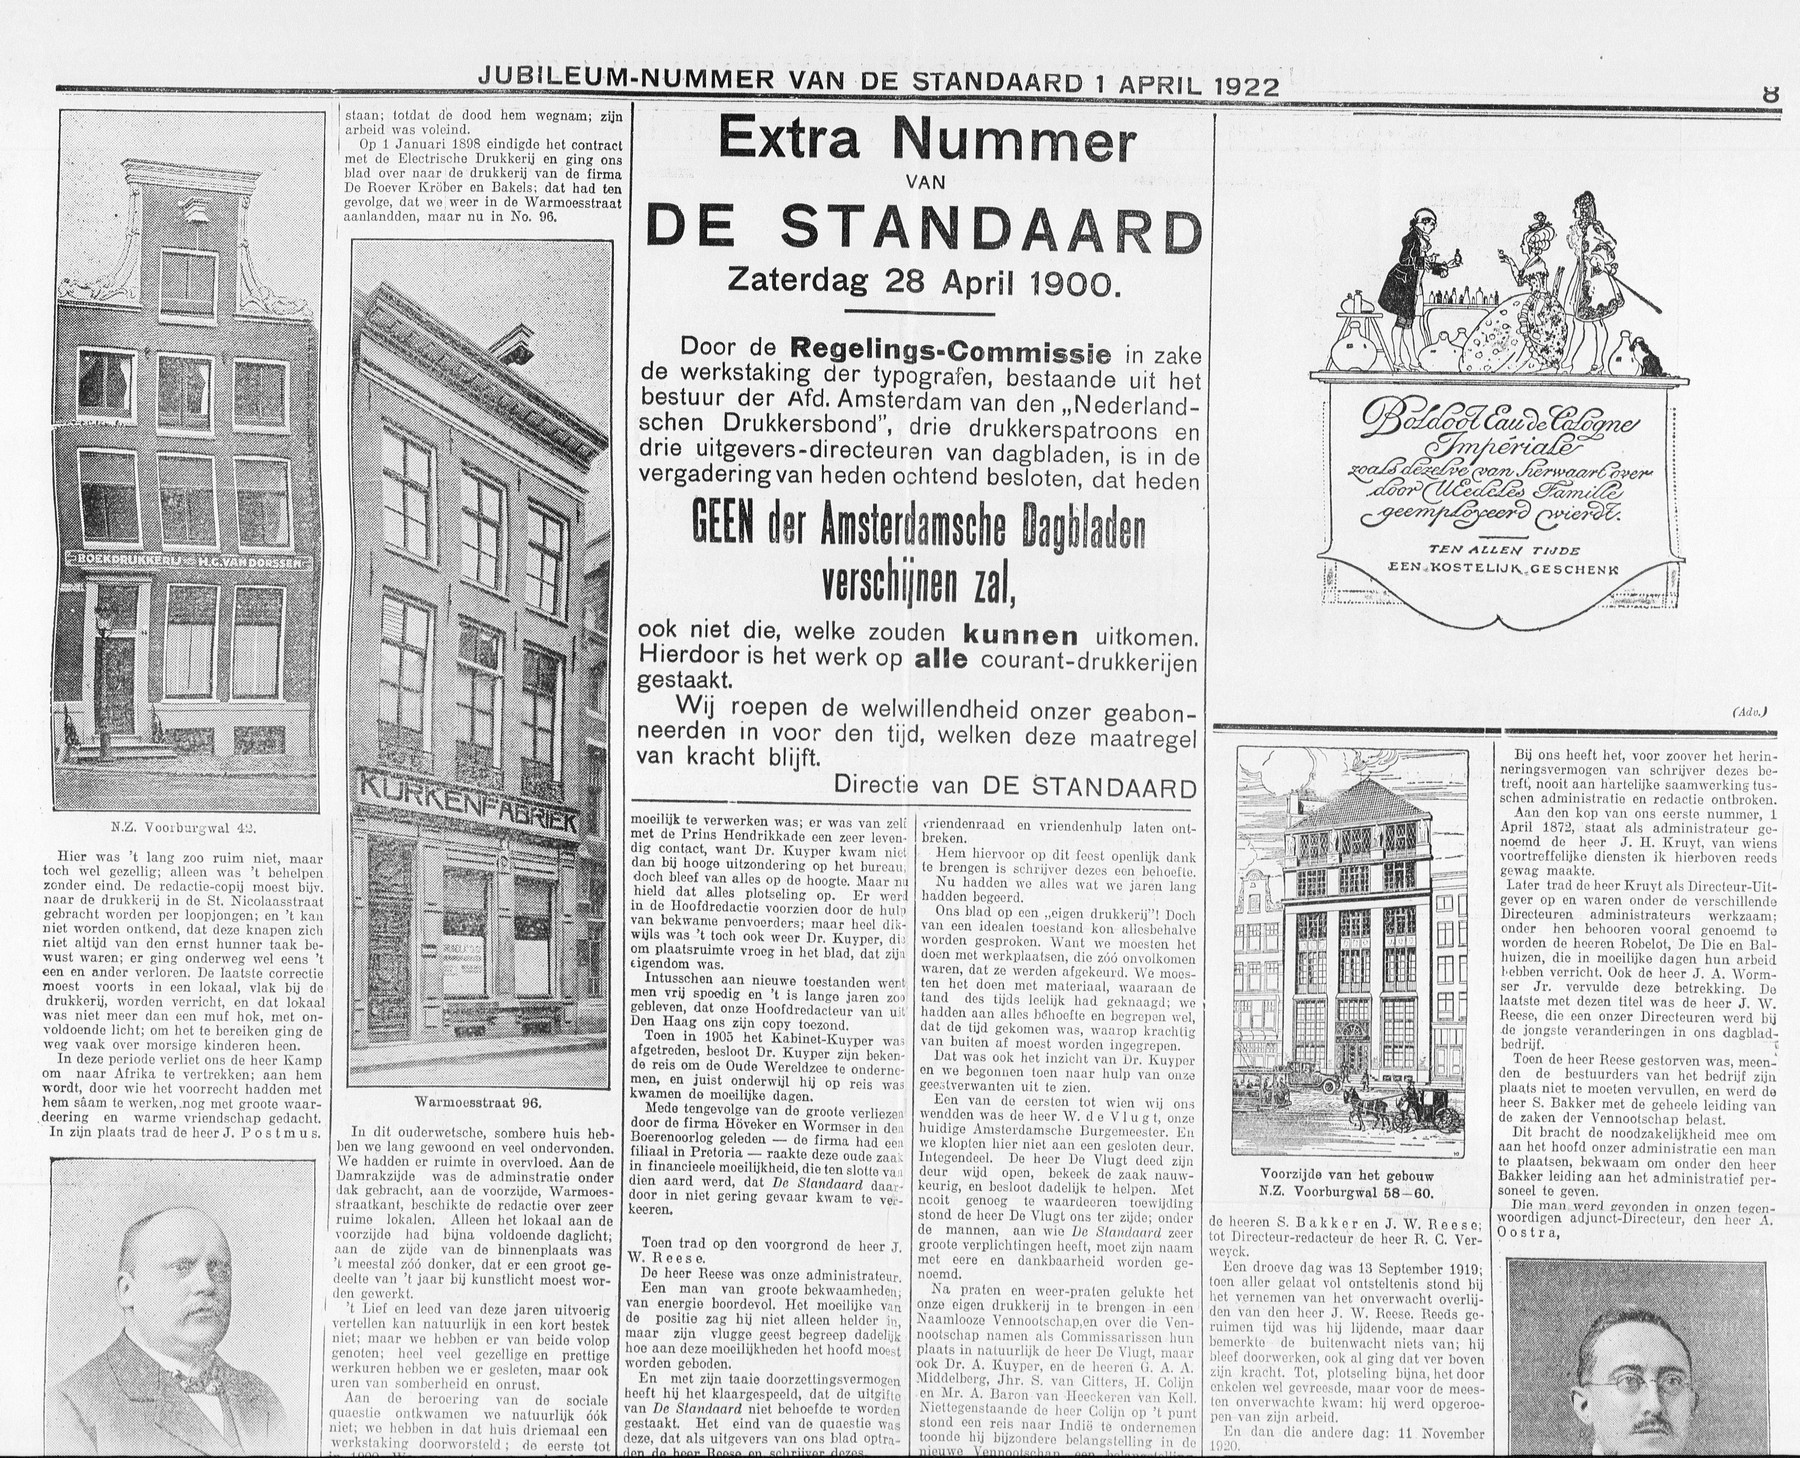 JUBILEUM-NUMMER VAN DE STANDAARD 1 APRIL 1922
8
BOEKDRUKKERIJ H.G. VAN DORSSEN
N.Z. Voorburgwal 42.
Hier was 't lang zoo ruim niet, maar
toch wel gezellig; alleen was 't behelpen
zonder eind. De redactie-copij moest bijv.
naar de drukkerij in de St. Nicolaasstraat
gebracht worden per loopjongen; en 't kan
niet worden ontkend, dat deze knapen zich
niet altijd van den ernst hunner taak be-
wust waren; er ging onderweg wel eens 't
een en ander verloren. De laatste correctie
moest voorts in een lokaal, vlak bij de
drukkerij, worden verricht, en dat lokaal
was niet meer dan een muf hok, met on-
voldoende licht; om het te bereiken ging de
weg vaak over morsige kinderen heen.
In deze periode verliet ons de heer Kamp
om naar Afrika te vertrekken; aan hem
wordt, door wie het voorrecht hadden met
hem sâam te werken, nog met groote waar-
deering en warme vriendschap gedacht.
In zijn plaats trad de heer J. Postmus.
staan; totdat de dood hem wegnam; zijn
arbeid was voleind.
Op 1 Januari 1898 eindigde het contract
met de Electrische Drukkerij en ging ons
blad over naar de drukkerij van de firma
De Roever Kröber en Bakels; dat had ten
gevolge, dat we weer in de Warmoesstraat
aanlandden, maar nu in No. 96.
KURKENFABRIEK
Warmoesstraat 96.
In dit ouderwetsche, sombere huis heb-
ben we lang gewoond en veel ondervonden.
We hadden er ruimte in overvloed. Aan de
Damrakzijde was de adminstratie onder
dak gebracht, aan de voorzijde, Warmoes-
straatkant, beschikte de redactie over zeer
ruime lokalen. Alleen het lokaal aan de
voorzijde had bijna voldoende daglicht;
aan de zijde van de binnenplaats was
't meestal zóó donker, dat er een groot ge-
deelte van 't jaar bij kunstlicht moest wor-
den gewerkt.
't Lief en leed van deze jaren uitvoerig
vertellen kan natuurlijk in een kort bestek
niet; maar we hebben er van beide volop
genoten; heel veel gezellige en prettige
werkuren hebben we er gesleten, maar ook
uren van somberheid en onrust.
Aan de beroering van de sociale
quaestie ontkwamen we natuurlijk óók
niet; we hebben in dat huis driemaal een
werkstaking doorworsteld; de eerste tot
Extra Nummer
VAN
DE STANDAARD
Zaterdag 28 April 1900.
Door de Regelings-Commissie in zake
de werkstaking der typografen, bestaande uit het
bestuur der Afd. Amsterdam van den „Nederland-
schen Drukkersbond", drie drukkerspatroons en
drie uitgevers-directeuren van dagbladen, is in de
vergadering van heden ochtend besloten, dat heden
GEEN der Amsterdamsche Dagbladen
verschijnen zal,
ook niet die, welke zouden kunnen uitkomen.
Hierdoor is het werk op alle courant-drukkerijen
gestaakt.
Wij roepen de welwillendheid onzer geabon-
neerden in voor den tijd, welken deze maatregel
van kracht blijft.
Directie van DE STANDAARD
moeilijk te verwerken was; er was van zelf
met de Prins Hendrikkade een zeer leven-
dig contact, want Dr. Kuyper kwam niet
dan bij hooge uitzondering op het bureau,
doch bleef van alles op de hoogte. Maar nu
hield dat alles plotseling op. Er werd
in de Hoofdredactie voorzien door de hulp
van bekwame penvoerders; maar heel dik-
wijls was 't toch ook weer Dr. Kuyper, die
om plaatsruimte vroeg in het blad, dat zijn
eigendom was.
Intusschen aan nieuwe toestanden went
men vrij spoedig en 't is lange jaren zoo
gebleven, dat onze Hoofdredacteur van uit
Den Haag ons zijn copy toezond.
Toen in 1905 het Kabinet-Kuyper was
afgetreden, besloot Dr. Kuyper zijn beken-
de reis om de Oude Wereldzee te onderne-
men, en juist onderwijl hij op reis was
kwamen de moeilijke dagen.
Mede tengevolge van de groote verliezen
door de firma Höveker en Wormser in den
Boerenoorlog geleden — de firma had een
filiaal in Pretoria — raakte deze oude zaak
in financieele moeilijkheid, die ten slotte van
dien aard werd, dat De Standaard daar-
door in niet gering gevaar kwam te ver-
keeren.
Toen trad op den voorgrond de heer J.
W. Reese.
De heer Reese was onze administrateur.
Een man van groote bekwaamheden;
van energie boordevol. Het moeilijke van
de positie zag hij niet alleen helder in,
maar zijn vlugge geest begreep dadelijk
hoe aan deze moeilijkheden het hoofd moest
worden geboden.
En met zijn taaie doorzettingsvermogen
heeft hij het klaargespeeld, dat de uitgifte
van De Standaard niet behoefde te worden
gestaakt. Het eind van de quaestie was
deze, dat als uitgevers van ons blad optra-
den de heer Reese en schrijver dezes
vriendenraad en vriendenhulp laten ont-
breken.
Hem hiervoor op dit feest openlijk dank
te brengen is schrijver dezes een behoefte.
Nu hadden we alles wat we jaren lang
hadden begeerd.
Ons blad op een „eigen drukkerij"! Doch
van een idealen toestand kon allesbehalve
worden gesproken. Want we moesten het
doen met werkplaatsen, die zóó onvolkomen
waren, dat ze werden afgekeurd. We moes-
ten het doen met materiaal, waaraan de
tand des tijds leelijk had geknaagd; we
hadden aan alles béhoefte en begrepen wel,
dat de tijd gekomen was, waarop krachtig
van buiten af moest worden ingegrepen.
Dat was ook het inzicht van Dr. Kuyper
en we begonnen toen naar hulp van onze
geestverwanten uit te zien.
Een van de eersten tot wien wij ons
wendden was de heer W. de Vlugt, onze
huidige Amsterdamsche Burgemeester. En
we klopten hier niet aan een gesloten deur.
Integendeel. De heer De Vlugt deed zijn
deur wijd open, bekeek de zaak nauw-
keurig, en besloot dadelijk te helpen. Met
nooit genoeg te waardeeren toewijding
stond de heer De Vlugt ons ter zijde; onder
de mannen, aan wie De Standaard zeer
groote verplichtingen heeft, moet zijn naam
met eere en dankbaarheid worden ge-
noemd.
Na praten en weer-praten gelukte het
onze eigen drukkerij in te brengen in een
Naamlooze Vennootschap,en over die Ven-
nootschap namen als Commissarissen hun
plaats in natuurlijk de heer De Vlugt, maar
ook Dr. A. Kuyper, en de heeren G. A. A.
Middelberg, Jhr. S. van Citters, H. Colijn
en Mr. A. Baron van Heeckeren van Kell.
Niettegenstaande de heer Colijn op 't punt
stond een reis naar Indië te ondernemen
toonde hij bijzondere belangstelling in de
nieuwe Vennootschap, een belangstelling
Boldoot Eau de Cologne
Impériale
zoals dezelve van herwaart over
door Weledele Famille
geemployeerd wierdt.
TEN ALLEN TIJDE
EEN KOSTELIJK GESCHENK
(Adv.)
Voorzijde van het gebouw
N.Z. Voorburgwal 58—60.
de heeren S. Bakker en J. W. Reese;
tot Directeur-redacteur de heer R. C. Ver-
weyck.
Een droeve dag was 13 September 1919;
toen aller gelaat vol ontsteltenis stond bij
het vernemen van het onverwacht overlij-
den van den heer J. W. Reese. Reeds ge-
ruimen tijd was hij lijdende, maar daar
bemerkte de buitenwacht niets van; hij
bleef doorwerken, ook al ging dat ver boven
zijn kracht. Tot, plotseling bijna, het door
enkelen wel gevreesde, maar voor de mees-
ten onverwachte kwam: hij werd opgeroe-
pen van zijn arbeid.
En dan die andere dag: 11 November
1920.
Bij ons heeft het, voor zoover het herin-
neringsvermogen van schrijver dezes be-
treft, nooit aan hartelijke saamwerking tus-
schen administratie en redactie ontbroken.
Aan den kop van ons eerste nummer, 1
April 1872, staat als administrateur ge-
noemd de heer J. H. Kruyt, van wiens
voortreffelijke diensten ik hierboven reeds
gewag maakte.
Later trad de heer Kruyt als Directeur-Uit-
gever op en waren onder de verschillende
Directeuren administrateurs werkzaam;
onder hen behooren vooral genoemd te
worden de heeren Robelot, De Die en Bal-
huizen, die in moeilijke dagen hun arbeid
hebben verricht. Ook de heer J. A. Worm-
ser Jr. vervulde deze betrekking. De
laatste met dezen titel was de heer J. W.
Reese, die een onzer Directeuren werd bij
de jongste veranderingen in ons dagblad-
bedrijf.
Toen de heer Reese gestorven was, meen-
den de bestuurders van het bedrijf zijn
plaats niet te moeten vervullen, en werd de
heer S. Bakker met de geheele leiding van
de zaken der Vennootschap belast.
Dit bracht de noodzakelijkheid mee om
aan het hoofd onzer administratie een man
te plaatsen, bekwaam om onder den heer
Bakker leiding aan het administratief per-
soneel te geven.
Die man werd gevonden in onzen tegen-
woordigen adjunct-Directeur, den heer A.
Oostra,